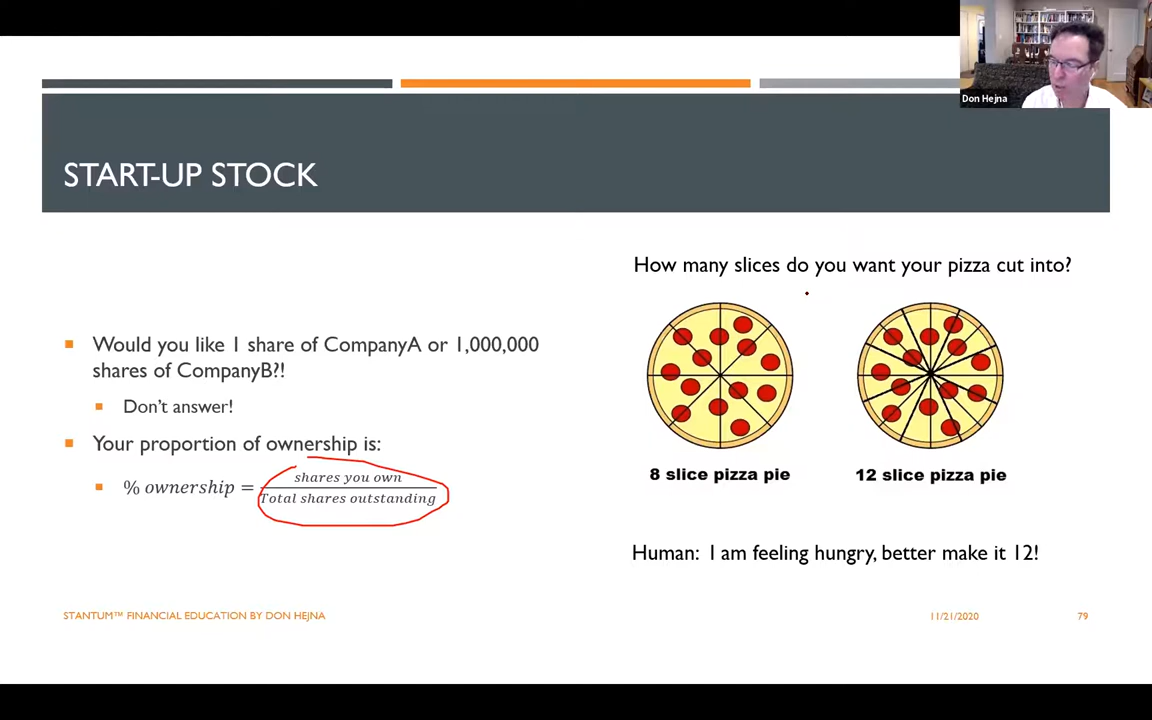 Don Hejna
START-UP STOCK
Would you like 1 share of CompanyA or 1,000,000
shares of CompanyB?!
Don't answer!
Your proportion of ownership is:
% ownership = shares you own
Total shares outstanding
How many slices do you want your pizza cut into?
8 slice pizza pie
12 slice pizza pie
Human: I am feeling hungry, better make it 12!
STANTUM™ FINANCIAL EDUCATION BY DON HEJNA
11/21/2020
79